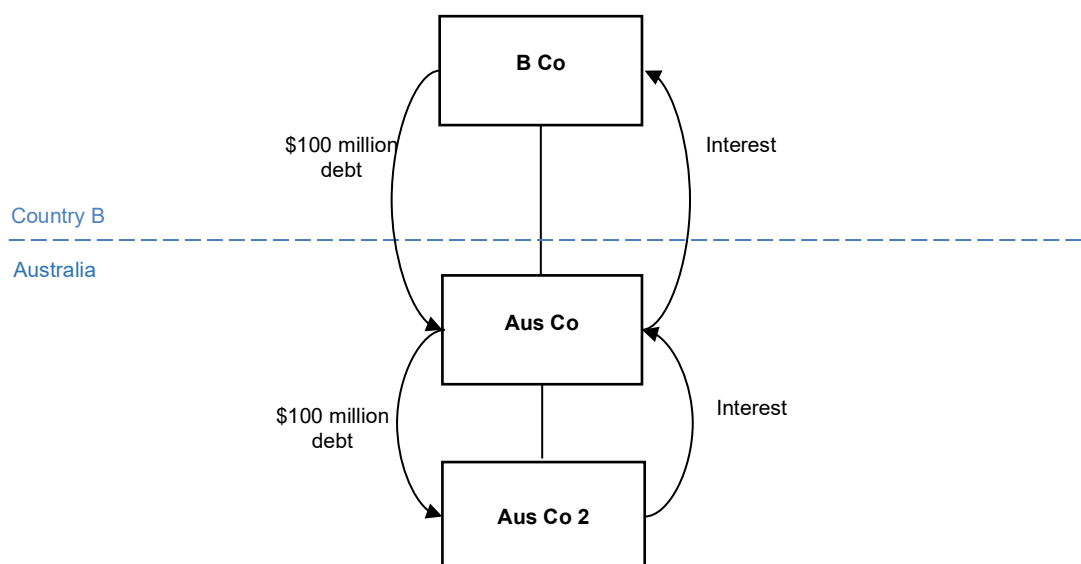 B Co
$100 million
debt
Interest
Country B
Australia
Aus Co
$100 million
debt
Interest
Aus Co 2